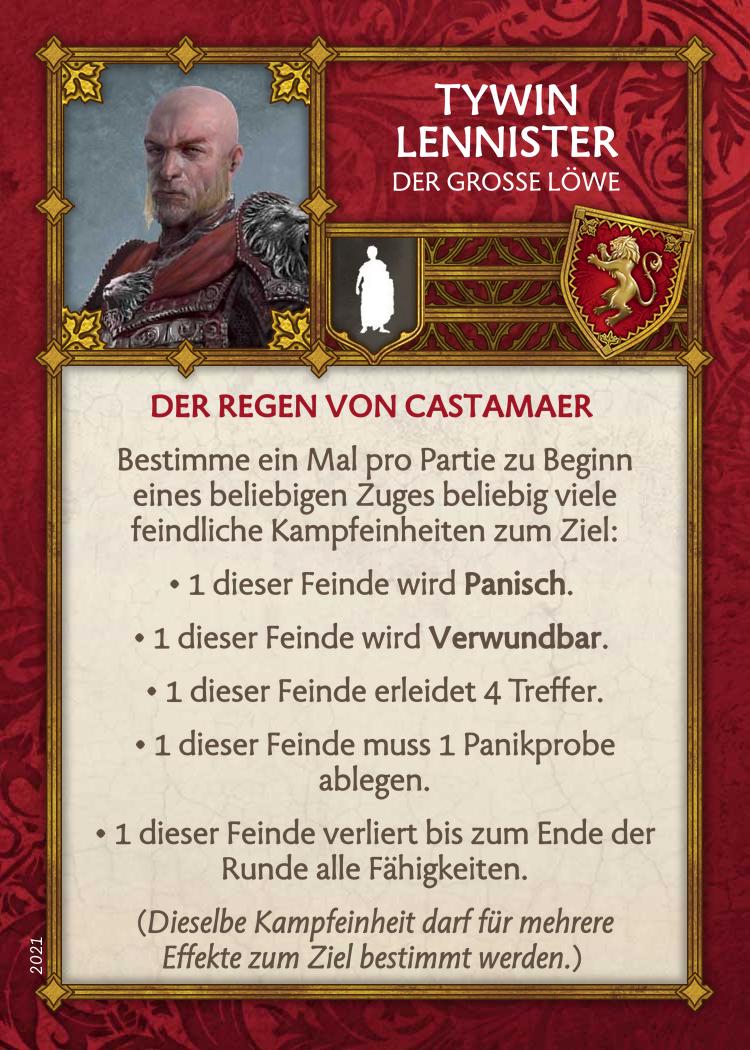 TYWIN
LENNISTER
DER GROSSE LÖWE
DER REGEN VON CASTAMAER
Bestimme ein Mal pro Partie zu Beginn
eines beliebigen Zuges beliebig viele
feindliche Kampfeinheiten zum Ziel:
• 1 dieser Feinde wird Panisch.
• 1 dieser Feinde wird Verwundbar.
• 1 dieser Feinde erleidet 4 Treffer.
• 1 dieser Feinde muss 1 Panikprobe
ablegen.
• 1 dieser Feinde verliert bis zum Ende der
Runde alle Fähigkeiten.
(Dieselbe Kampfeinheit darf für mehrere
Effekte zum Ziel bestimmt werden.)
2021